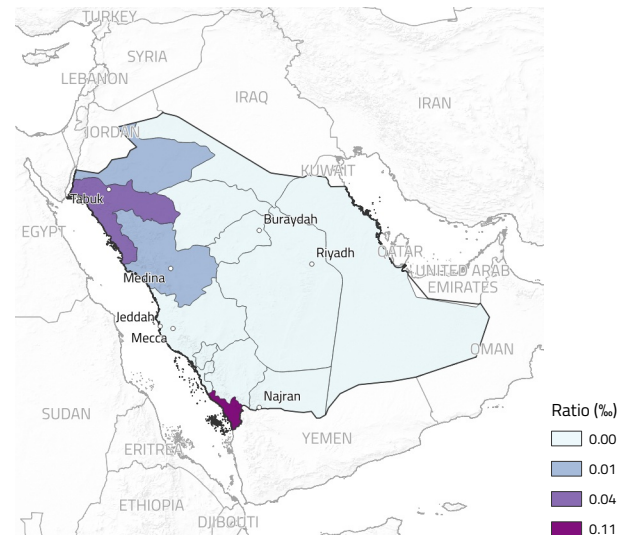 TURKEY
SYRIA
LEBANON
IRAQ
IRAN
JORDAN
KUWAIT
Tabuk
Buraydah
EGYPT
Riyadh
QATAR
Medina
UNITED ARAB
EMIRATES
Jeddah
Mecca
OMAN
Najran
SUDAN
YEMEN
ERITREA
ETHIOPIA
DJIBOUTI
Ratio (‰)
0.00
0.01
0.04
0.11